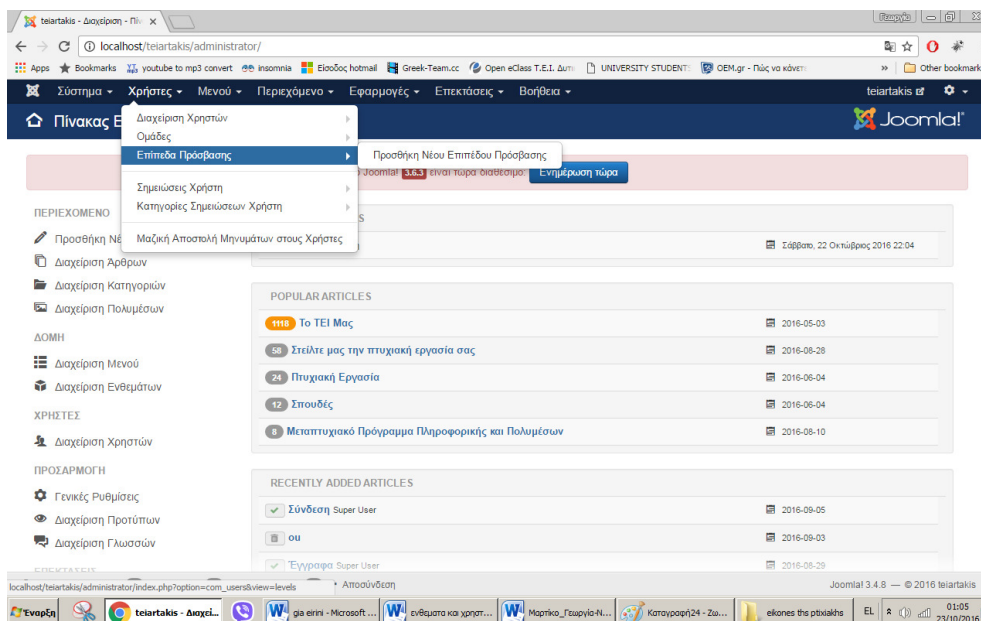 teiartakis - Διαχείριση - Πίν
Γεωργία
localhost/teiartakis/administrator/
Apps Bookmarks youtube to mp3 convert insomnia Είσοδος hotmail Greek-Team.cc Open eClass Τ.Ε.Ι. Δυτι UNIVERSITY STUDENT OEM.gr - Πώς να κάνετε » Other bookmark
Σύστημα Χρήστες Μενού Περιεχόμενο Εφαρμογές Επεκτάσεις Βοήθεια teiartakis
Πίνακας Ε Joomla!
Διαχείριση Χρηστών
Ομάδες
Επίπεδα Πρόσβασης Προσθήκη Νέου Επιπέδου Πρόσβασης
Σημειώσεις Χρήστη
Κατηγορίες Σημειώσεων Χρήστη
Μαζική Αποστολή Μηνυμάτων στους Χρήστες
Joomla! 3.6.3 είναι τώρα διαθέσιμο: Ενημέρωση τώρα
ΠΕΡΙΕΧΟΜΕΝΟ
Προσθήκη Νέ
Διαχείριση Άρθρων
Διαχείριση Κατηγοριών
Διαχείριση Πολυμέσων
ΔΟΜΗ
Διαχείριση Μενού
Διαχείριση Ενθεμάτων
ΧΡΗΣΤΕΣ
Διαχείριση Χρηστών
ΠΡΟΣΑΡΜΟΓΗ
Γενικές Ρυθμίσεις
Διαχείριση Προτύπων
Διαχείριση Γλωσσών
ΕΠΕΚΤΑΣΕΙΣ
S
Σάββατο, 22 Οκτώβριος 2016 22:04
POPULAR ARTICLES
1118 Το ΤΕΙ Μας 2016-05-03
58 Στείλτε μας την πτυχιακή εργασία σας 2016-08-28
24 Πτυχιακή Εργασία 2016-06-04
12 Σπουδές 2016-06-04
8 Μεταπτυχιακό Πρόγραμμα Πληροφορικής και Πολυμέσων 2016-08-10
RECENTLY ADDED ARTICLES
Σύνδεση Super User 2016-09-05
ou 2016-09-03
Έγγραφα Super User 2016-08-29
localhost/teiartakis/administrator/index.php?option=com_users&view=levels Αποσύνδεση Joomla! 3.4.8 — © 2016 teiartakis
Έναρξη teiartakis - Διαχεί... gia eirini - Microsoft ... ενθεματα και χρηστ... Μαρτίκο_Γεωργία-Ν... Καταγραφή24 - Ζω... eikones ths ptixiakhs EL 01:05
23/10/2016